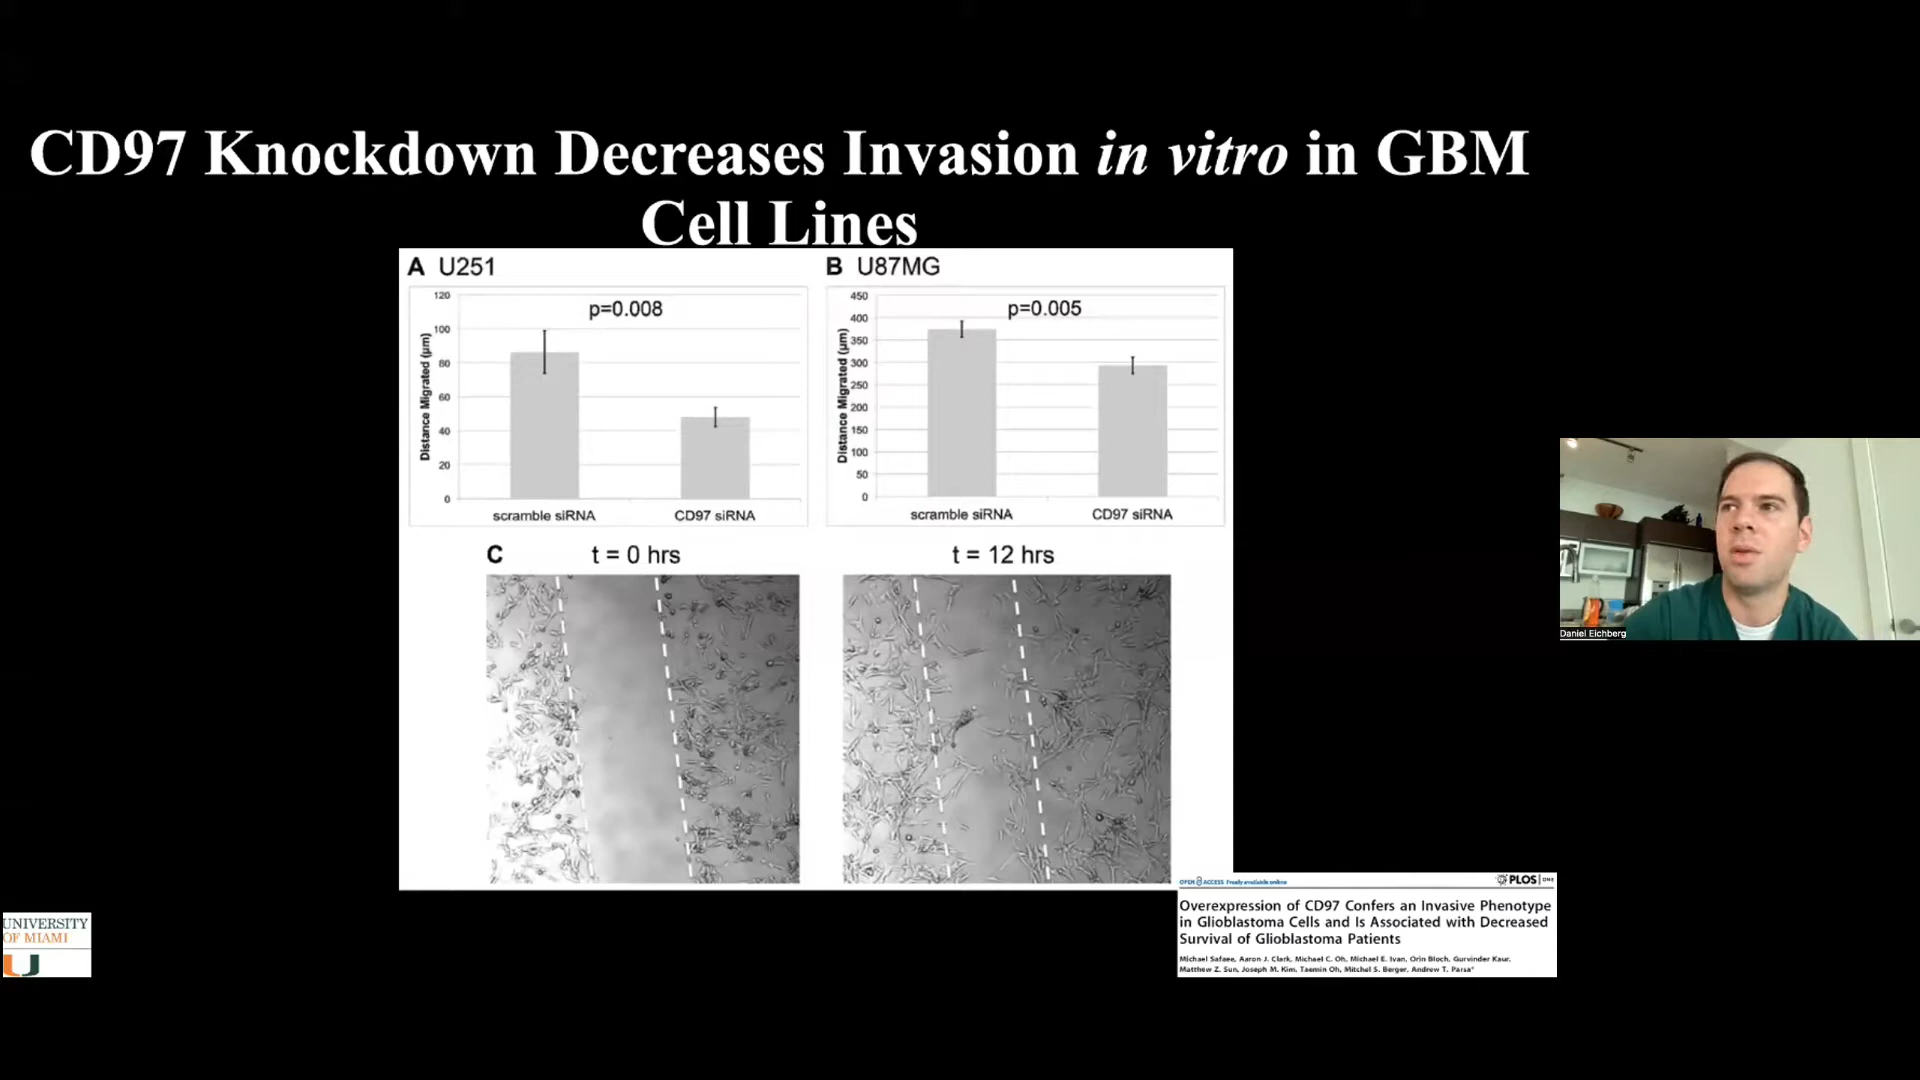 CD97 Knockdown Decreases Invasion in vitro in GBM
Cell Lines
A U251
p=0.008
Distance Migrated (µm)
120
100
80
60
40
20
0
scramble siRNA
CD97 siRNA
B U87MG
p=0.005
Distance Migrated (µm)
450
400
350
300
250
200
150
100
50
0
scramble siRNA
CD97 siRNA
C
t = 0 hrs
t = 12 hrs
Daniel Eichberg
OPEN ACCESS Freely available online
PLOS ONE
Overexpression of CD97 Confers an Invasive Phenotype
in Glioblastoma Cells and Is Associated with Decreased
Survival of Glioblastoma Patients
Michael Safaee, Aaron J. Clark, Michael C. Oh, Michael E. Ivan, Orin Bloch, Gurvinder Kaur,
Matthew Z. Sun, Joseph M. Kim, Taemin Oh, Mitchel S. Berger, Andrew T. Parsa*
UNIVERSITY
OF MIAMI